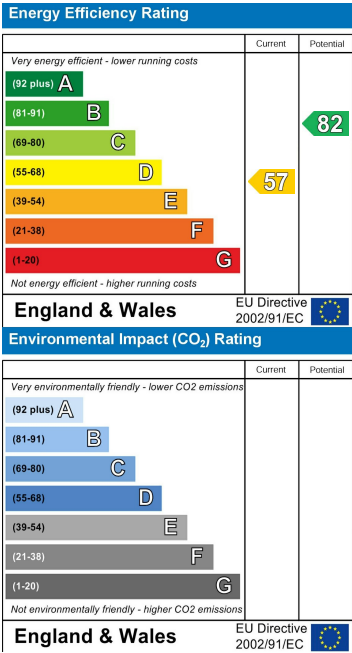 Energy Efficiency Rating
Current Potential
Very energy efficient - lower running costs
(92 plus) A
(81-91) B
(69-80) C
(55-68) D
(39-54) E
(21-38) F
(1-20) G
82
57
Not energy efficient - higher running costs
England & Wales
EU Directive
2002/91/EC
Environmental Impact (CO₂) Rating
Current Potential
Very environmentally friendly - lower CO2 emissions
(92 plus) A
(81-91) B
(69-80) C
(55-68) D
(39-54) E
(21-38) F
(1-20) G
Not environmentally friendly - higher CO2 emissions
England & Wales
EU Directive
2002/91/EC